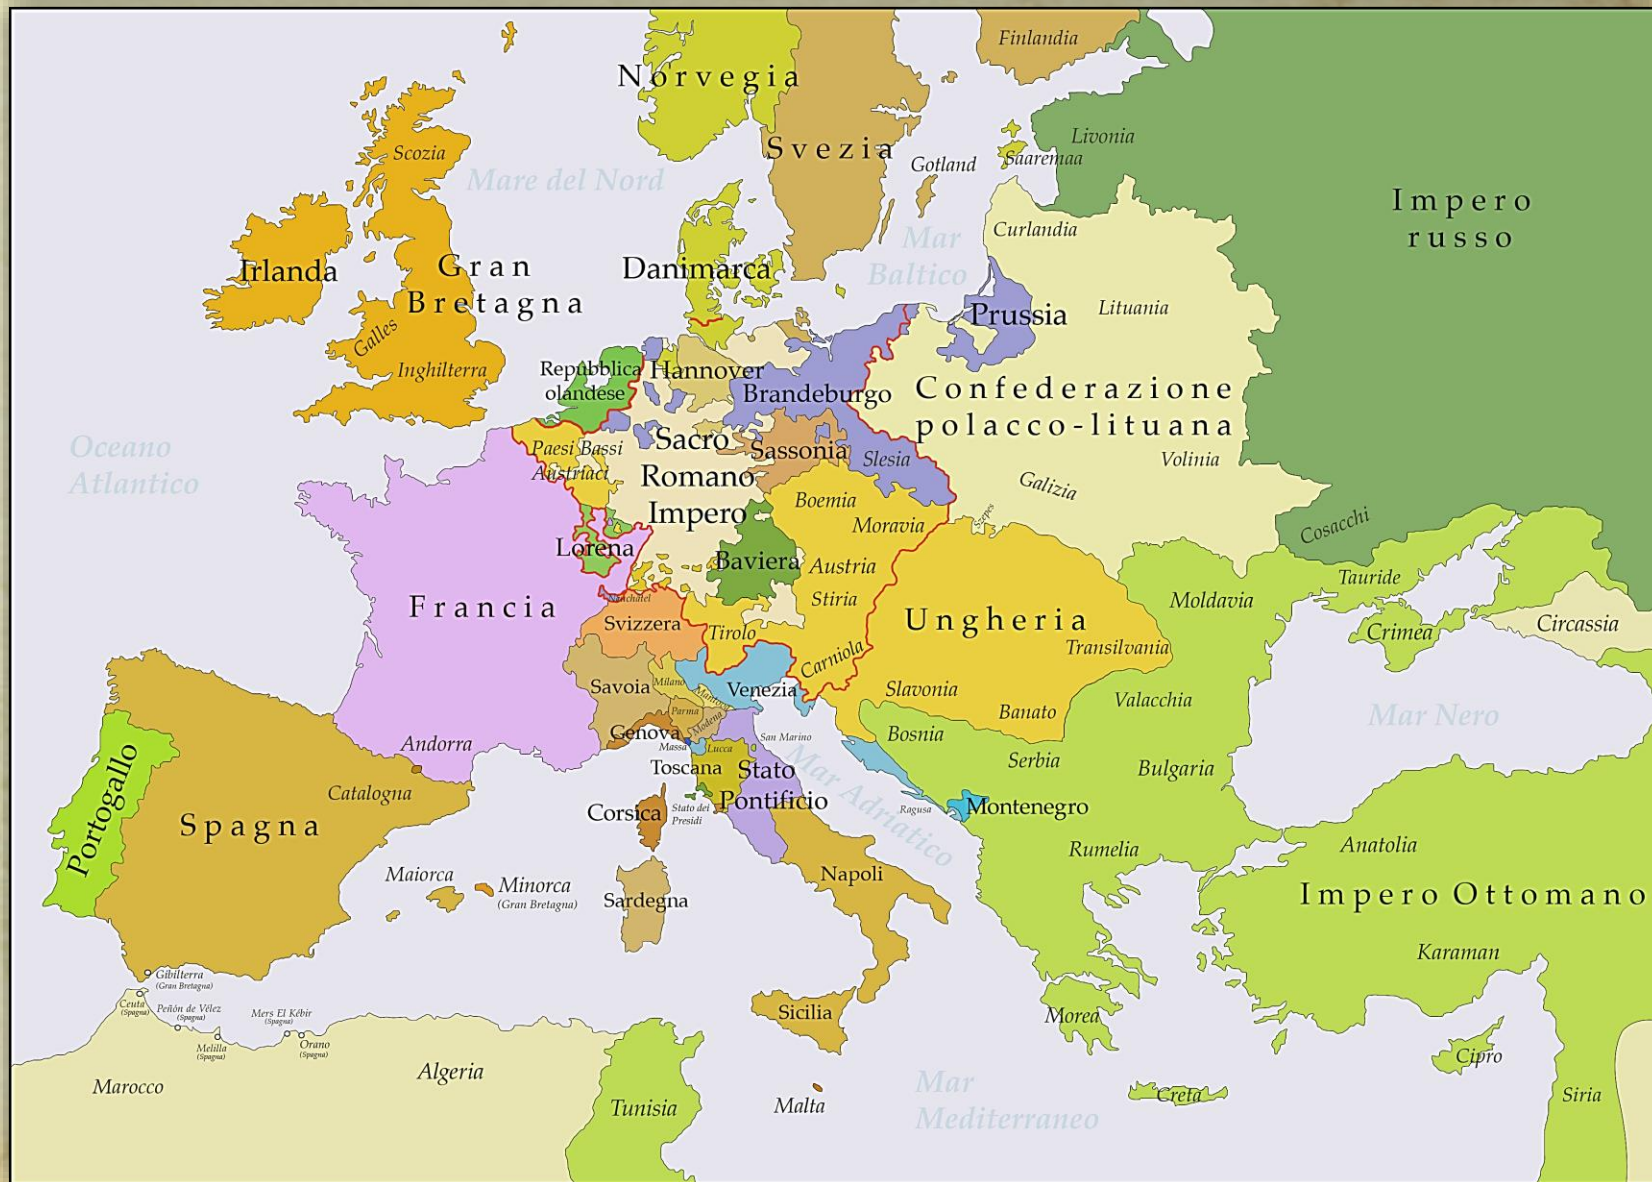 Finlandia
Norvegia
Svezia
Livonia
Scozia
Mare del Nord
Gotland
Saaremaa
Impero
russo
Curlandia
Mar
Baltico
Irlanda
Gran
Bretagna
Danimarca
Prussia
Lituania
Galles
Inghilterra
Repubblica
olandese
Hannover
Brandeburgo
Confederazione
polacco-lituana
Oceano
Atlantico
Paesi Bassi
Austriaci
Sacro
Romano
Impero
Sassonia
Slesia
Volinia
Galizia
Boemia
Moravia
Szepes
Cosacchi
Lorena
Baviera
Austria
Tauride
Francia
Neuchatel
Svizzera
Stiria
Tirolo
Ungheria
Moldavia
Crimea
Circassia
Transilvania
Carniola
Savoia
Milano
Mantova
Venezia
Slavonia
Banato
Valacchia
Mar Nero
Parma
Modena
Genova
Massa
Lucca
San Marino
Bosnia
Serbia
Bulgaria
Andorra
Catalogna
Portogallo
Spagna
Toscana
Stato
Pontificio
Mar Adriatico
Corsica
Stato dei
Presidi
Ragusa
Montenegro
Rumelia
Anatolia
Maiorca
Minorca
(Gran Bretagna)
Sardegna
Napoli
Impero Ottomano
Karaman
Gibilterra
(Gran Bretagna)
Ceuta
(Spagna)
Peñón de Vélez
(Spagna)
Melilla
(Spagna)
Mers El Kébir
(Spagna)
Orano
(Spagna)
Sicilia
Morea
Cipro
Marocco
Algeria
Tunisia
Malta
Mar
Mediterraneo
Creta
Siria